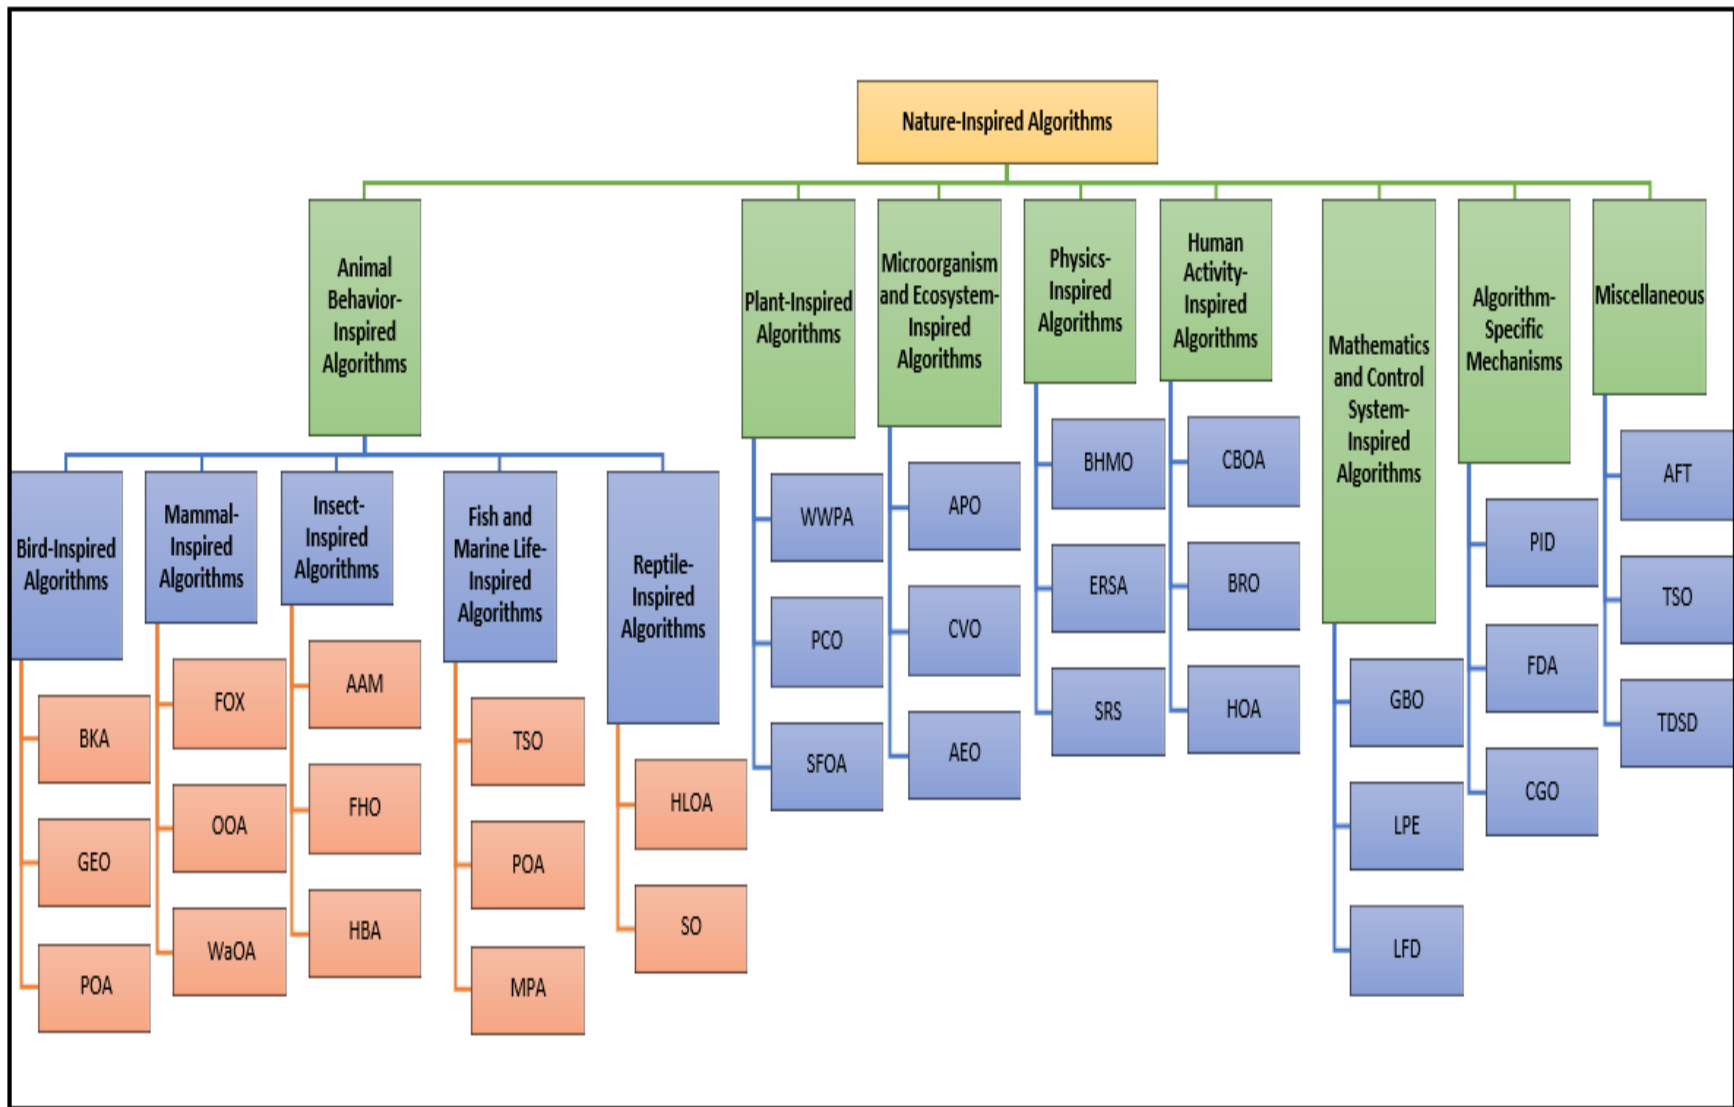 Nature-Inspired Algorithms
Animal
Behavior-
Inspired
Algorithms
Plant-Inspired
Algorithms
Microorganism
and Ecosystem-
Inspired
Algorithms
Physics-
Inspired
Algorithms
Human
Activity-
Inspired
Algorithms
Mathematics
and Control
System-
Inspired
Algorithms
Algorithm-
Specific
Mechanisms
Miscellaneous
Bird-Inspired
Algorithms
Mammal-
Inspired
Algorithms
Insect-
Inspired
Algorithms
Fish and
Marine Life-
Inspired
Algorithms
Reptile-
Inspired
Algorithms
BKA
GEO
POA
FOX
OOA
WaOA
AAM
FHO
HBA
TSO
POA
MPA
HLOA
SO
WWPA
PCO
SFOA
APO
CVO
AEO
BHMO
ERSA
SRS
CBOA
BRO
HOA
GBO
LPE
LFD
PID
FDA
CGO
AFT
TSO
TDSD